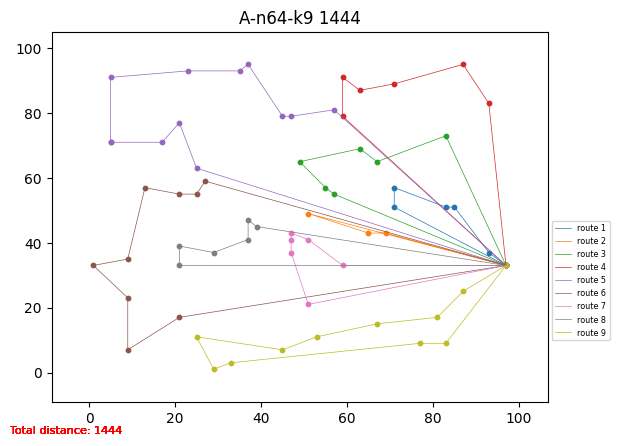 A-n64-k9 1444
100
80
60
40
20
0
0 20 40 60 80 100
route 1
route 2
route 3
route 4
route 5
route 6
route 7
route 8
route 9
Total distance: 1444